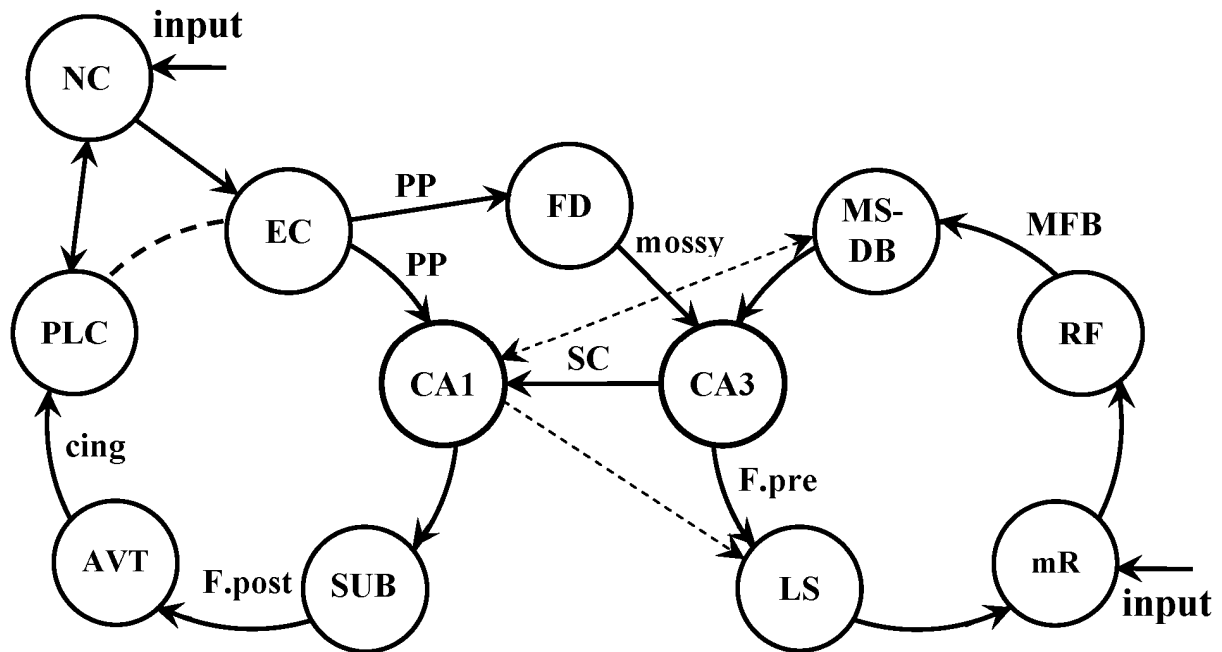 input
NC
PP
FD
MS-
DB
MFB
EC
mossy
PP
PLC
RF
SC
CA1
CA3
cing
F.pre
AVT
F.post
SUB
LS
mR
input